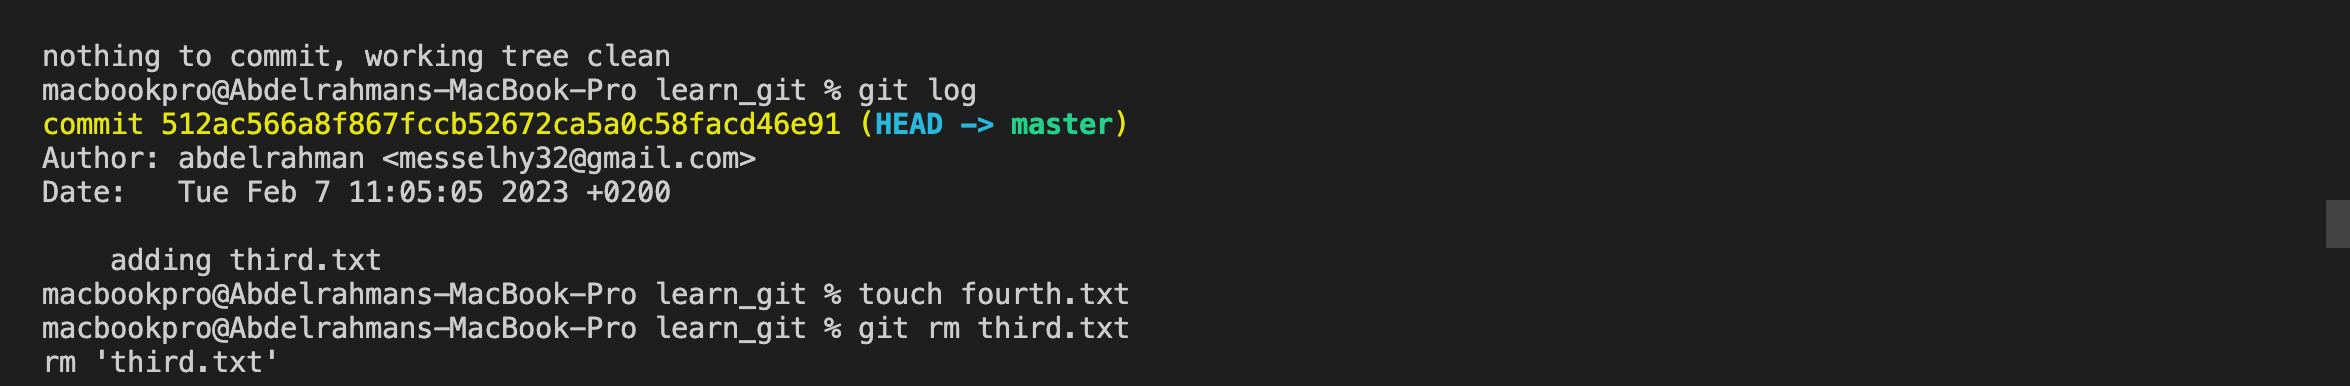 nothing to commit, working tree clean
macbookpro@Abdelrahmans-MacBook-Pro learn_git % git log
commit 512ac566a8f867fccb52672ca5a0c58facd46e91 (HEAD -> master)
Author: abdelrahman <messelhy32@gmail.com>
Date:   Tue Feb 7 11:05:05 2023 +0200
    adding third.txt
macbookpro@Abdelrahmans-MacBook-Pro learn_git % touch fourth.txt
macbookpro@Abdelrahmans-MacBook-Pro learn_git % git rm third.txt
rm 'third.txt'